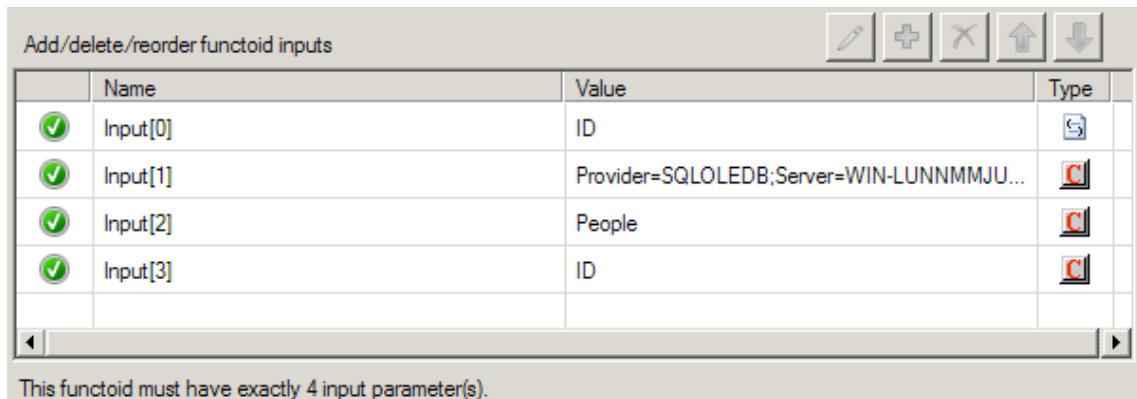 Add/delete/reorder functoid inputs
Name Value Type
Input[0] ID
Input[1] Provider=SQLOLEDB;Server=WIN-LUNNMMJU... C
Input[2] People C
Input[3] ID C
This functoid must have exactly 4 input parameter(s).